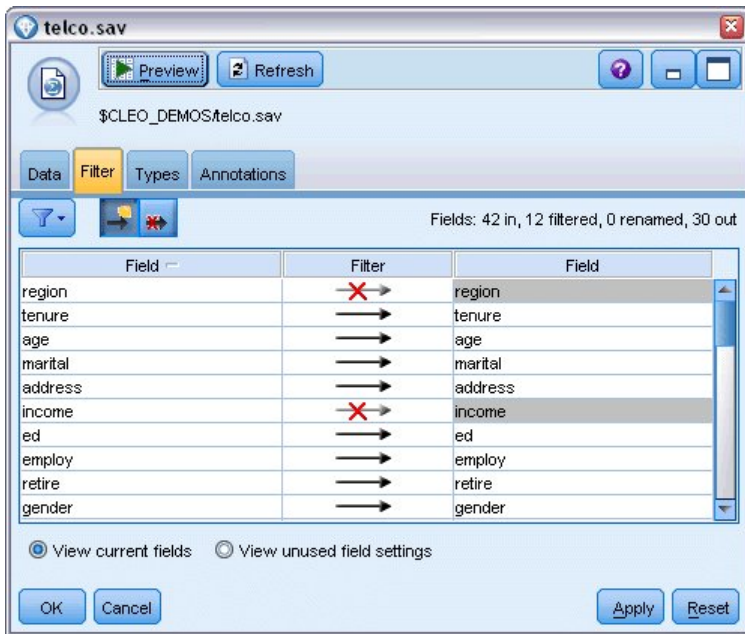 telco.sav
Preview
Refresh
$CLEO_DEMOS/telco.sav
Data
Filter
Types
Annotations
Fields: 42 in, 12 filtered, 0 renamed, 30 out
Field Filter Field
region region
tenure tenure
age age
marital marital
address address
income income
ed ed
employ employ
retire retire
gender gender
View current fields View unused field settings
OK Cancel Apply Reset